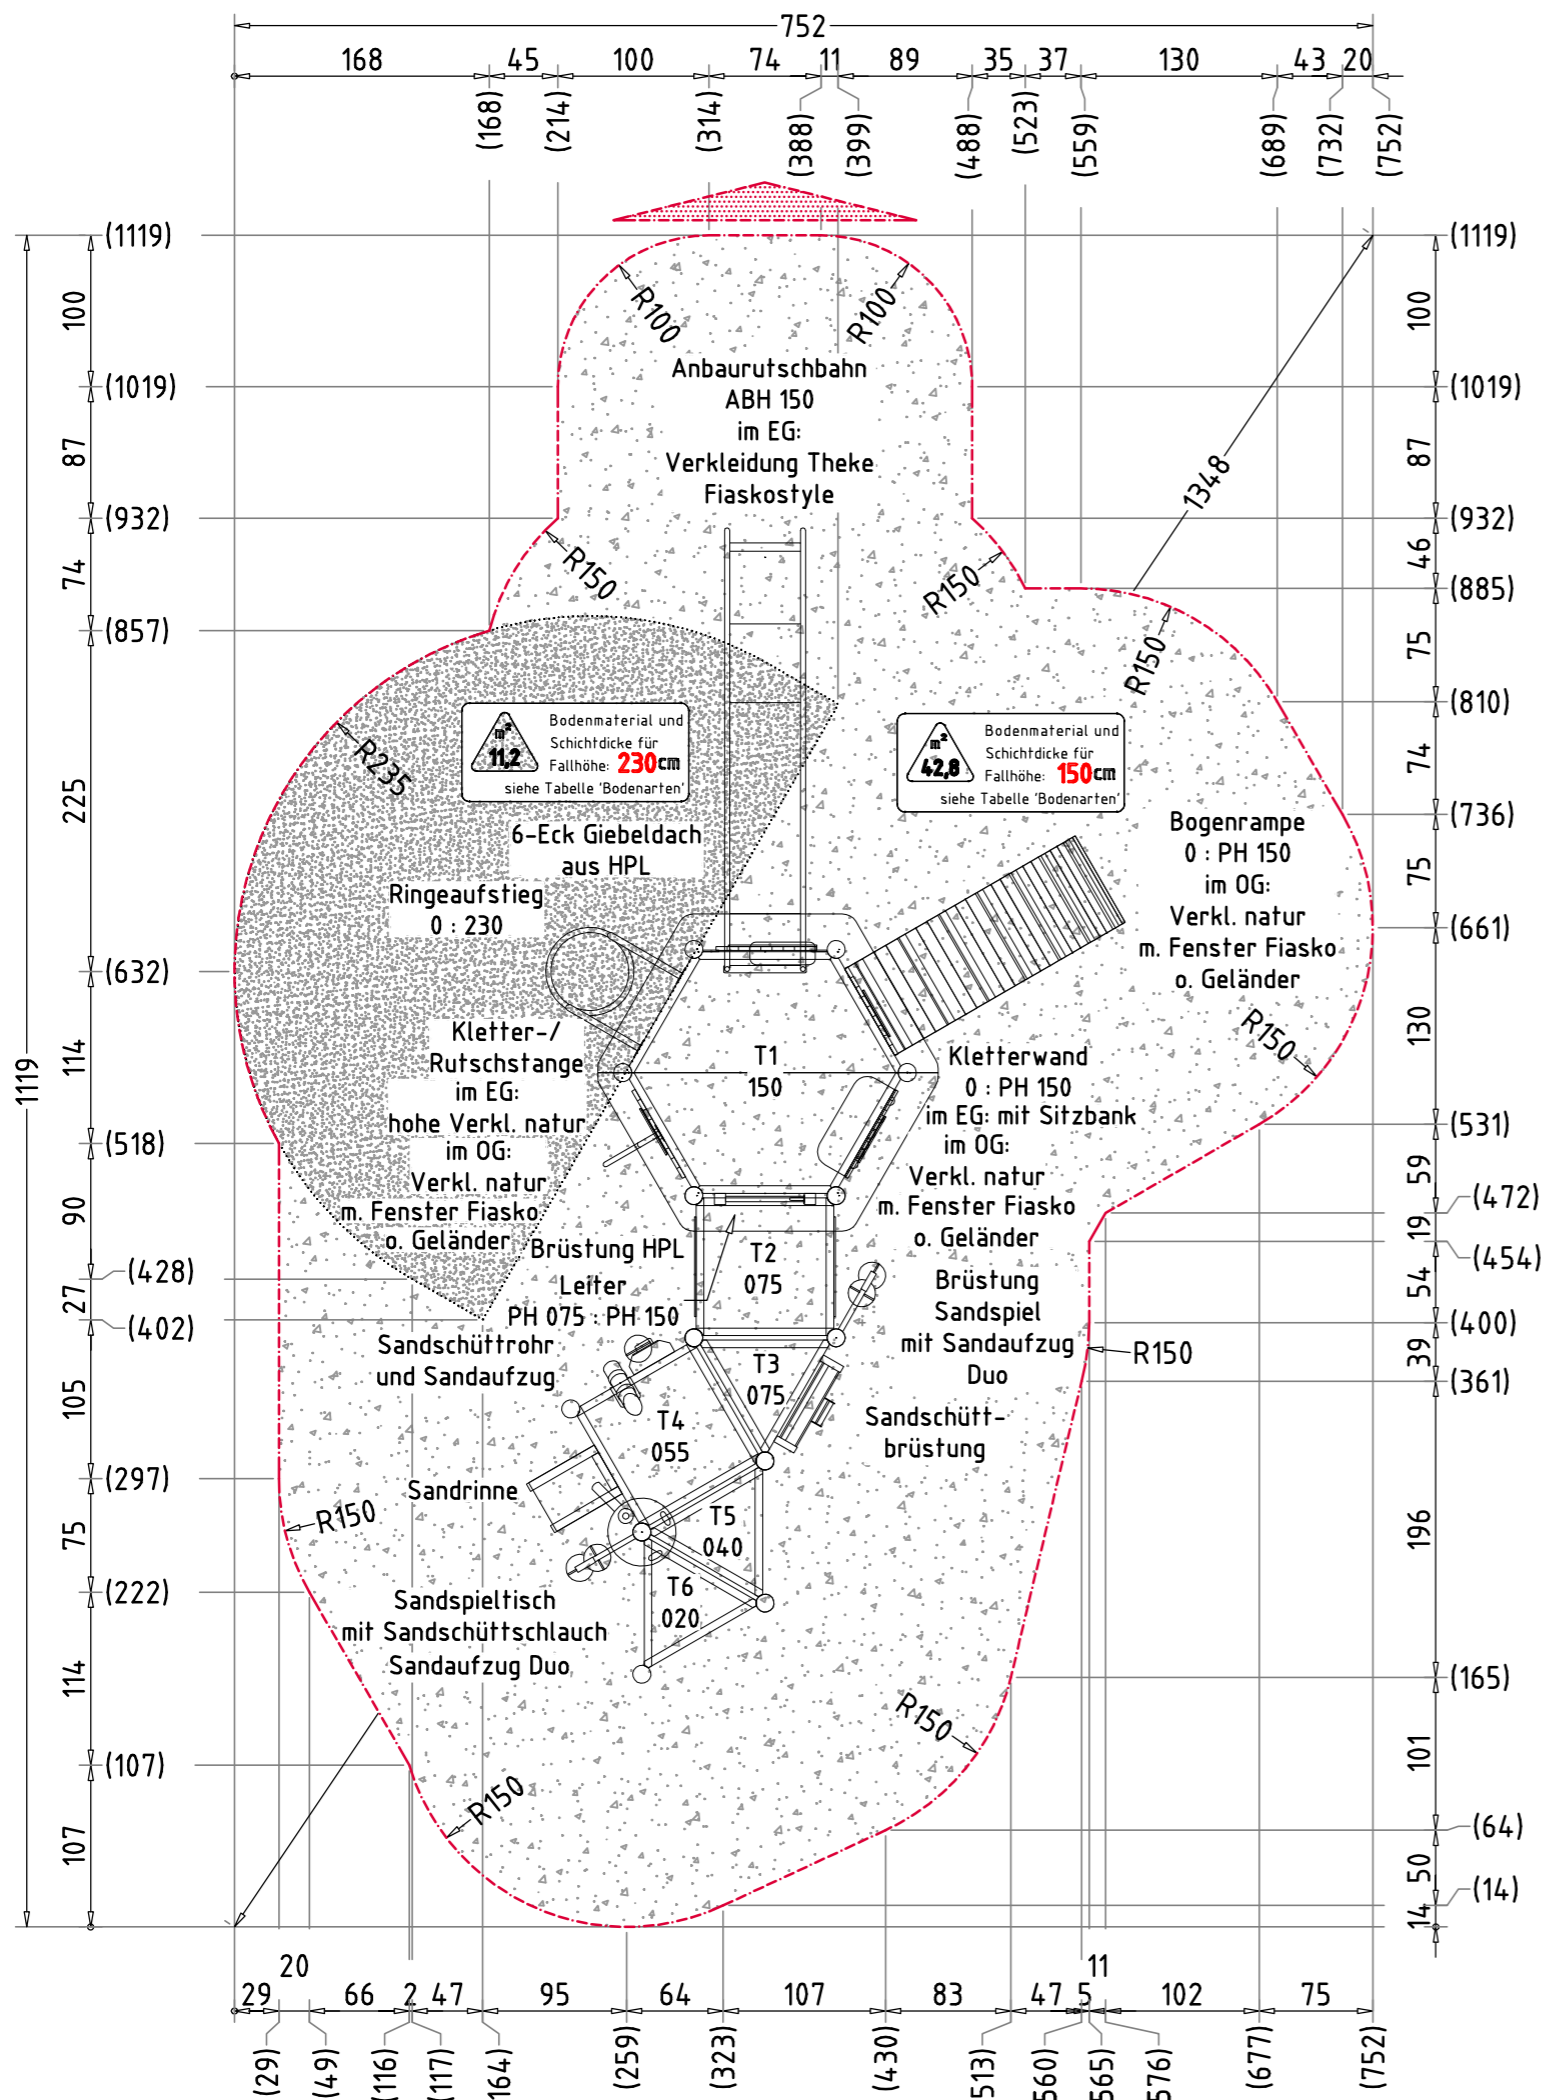 752
168 45 100 74 11 89 35 37 130 43 20
(168) (214) (314) (388) (399) (488) (523) (559) (689) (732) (752)
(1119)
100
(1019)
87
(932)
74
(857)
225
(632)
114
(518)
90
(428)
27
(402)
105
(297)
75
(222)
114
(107)
107
1119
(1119)
100
(1019)
87
(932)
46
(885)
75
(810)
74
(736)
75
(661)
130
(531)
59
(472)
19
(454)
54
(400)
39
(361)
196
(165)
101
(64)
50
(14)
14
1348
R100
R100
Anbaurutschbahn
ABH 150
im EG:
Verkleidung Theke
Fiaskostyle
R150
R150
R150
R235
m²
11,2
Bodenmaterial und
Schichtdicke für
Fallhöhe: 230cm
siehe Tabelle 'Bodenarten'
m²
42,8
Bodenmaterial und
Schichtdicke für
Fallhöhe: 150cm
siehe Tabelle 'Bodenarten'
6-Eck Giebeldach
aus HPL
Ringeaufstieg
0 : 230
Bogenrampe
0 : PH 150
im OG:
Verkl. natur
m. Fenster Fiasko
o. Geländer
R150
Kletter-/
Rutschstange
im EG:
hohe Verkl. natur
im OG:
Verkl. natur
m. Fenster Fiasko
o. Geländer
T1
150
Kletterwand
0 : PH 150
im EG: mit Sitzbank
im OG:
Verkl. natur
m. Fenster Fiasko
o. Geländer
Brüstung HPL
Leiter
PH 075 : PH 150
T2
075
Brüstung
Sandspiel
mit Sandaufzug
Duo
R150
Sandschüttrohr
und Sandaufzug
T3
075
T4
055
Sandschütt-
brüstung
Sandrinne
R150
T5
040
T6
020
Sandspieltisch
mit Sandschüttschlauch
Sandaufzug Duo
R150
R150
20 11
29 66 2 47 95 64 107 83 47 5 102 75
(29) (49) (116) (117) 164) (259) (323) (430) 513) 560) 565) 576) (677) (752)